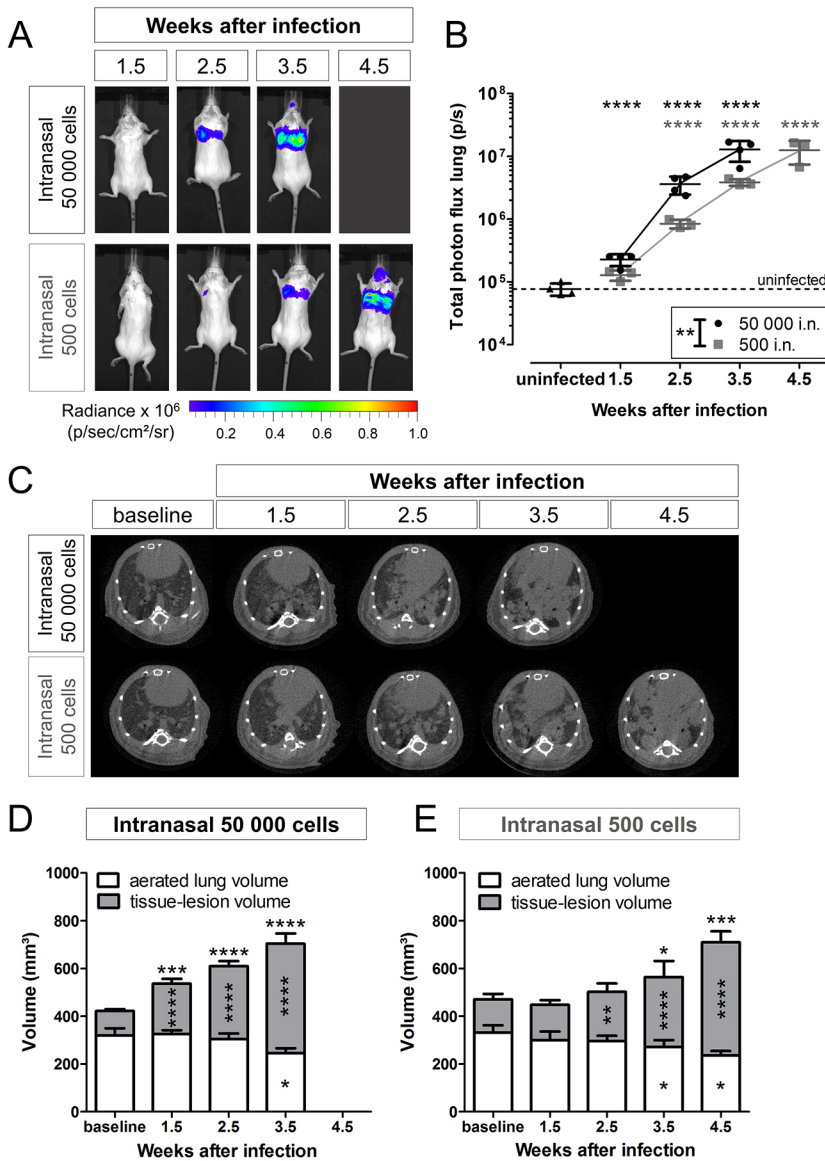 A
Weeks after infection
1.5
2.5
3.5
4.5
Intranasal
50 000 cells
Intranasal
500 cells
Radiance x 10⁶
(p/sec/cm²/sr)
0.2
0.4
0.6
0.8
1.0
B
Total photon flux lung (p/s)
10⁸
10⁷
10⁶
10⁵
10⁴
****
****
****
****
****
****
uninfected
**
50 000 i.n.
500 i.n.
uninfected
1.5
2.5
3.5
4.5
Weeks after infection
C
Weeks after infection
baseline
1.5
2.5
3.5
4.5
Intranasal
50 000 cells
Intranasal
500 cells
D
Intranasal 50 000 cells
Volume (mm³)
1000
800
600
400
200
0
aerated lung volume
tissue-lesion volume
***
****
****
****
****
****
*
baseline
1.5
2.5
3.5
4.5
Weeks after infection
E
Intranasal 500 cells
Volume (mm³)
1000
800
600
400
200
0
aerated lung volume
tissue-lesion volume
*
***
**
****
****
*
*
baseline
1.5
2.5
3.5
4.5
Weeks after infection